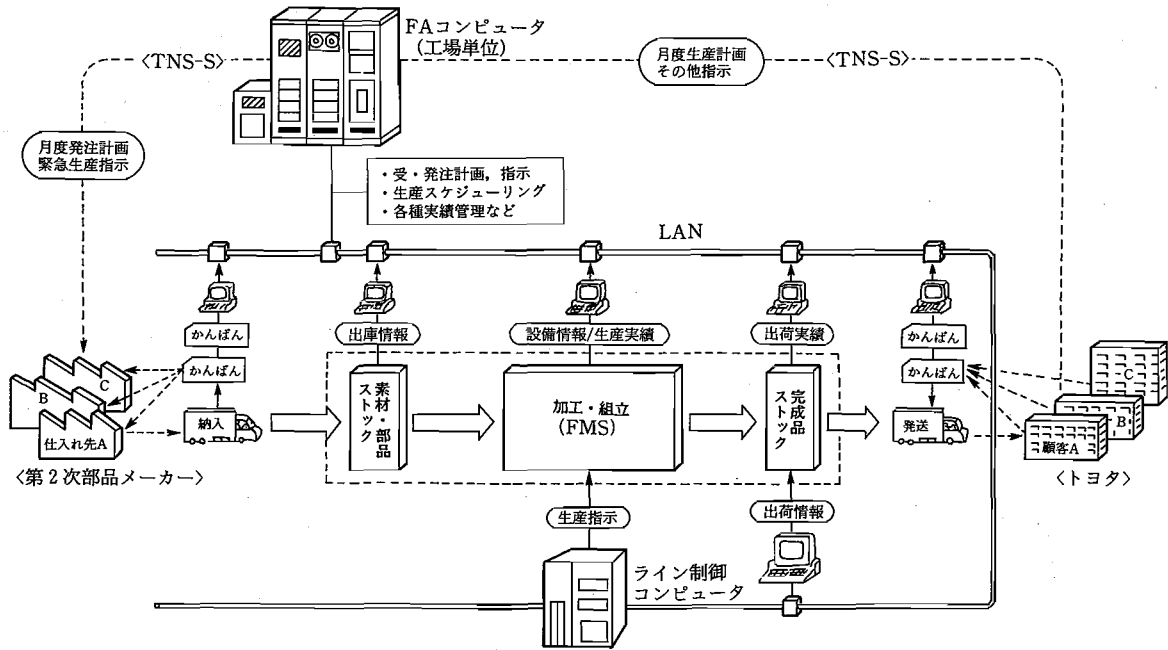 FAコンピュータ
(工場単位)
〈TNS-S〉
月度生産計画
その他指示
〈TNS-S〉
月度発注計画
緊急生産指示
・受・発注計画，指示
・生産スケジューリング
・各種実績管理など
LAN
かんばん
出庫情報
設備情報/生産実績
出荷実績
かんばん
かんばん
かんばん
C
B
仕入れ先A
納入
素材・部品
ストック
加工・組立
(FMS)
完成品
ストック
発送
C
B
顧客A
〈第2次部品メーカー〉
〈トヨタ〉
生産指示
出荷情報
ライン制御
コンピュータ